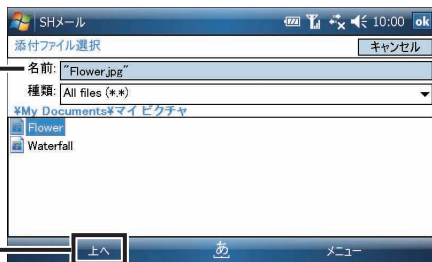 SHメール 10:00 ok
添付ファイル選択 キャンセル
名前: "Flower.jpg"
種類: All files (*.*)
¥My Documents¥マイ ピクチャ
Flower
Waterfall
上へ あ メニュー